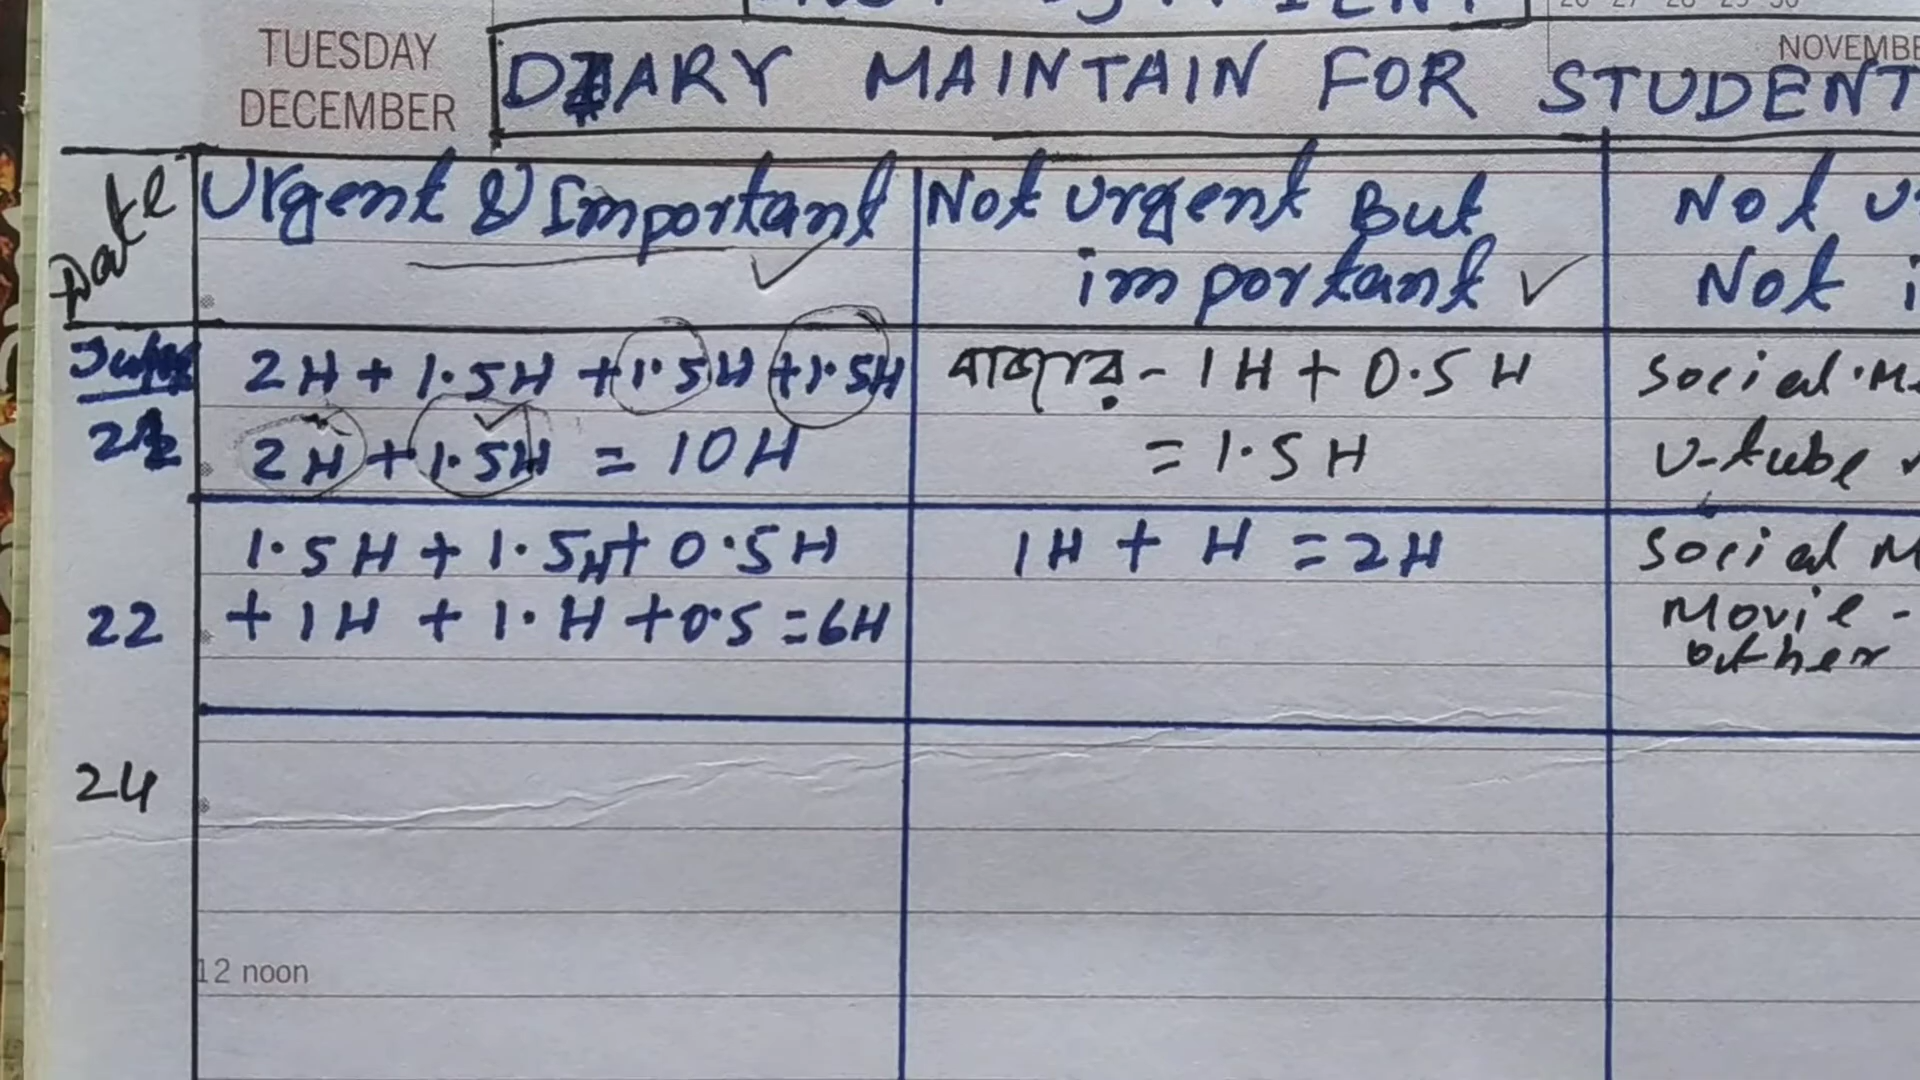 TUESDAY
DECEMBER
NOVEMBE
DIARY MAINTAIN FOR STUDENT
Date
Urgent & Important
Not urgent But
important
Not u
Not i
2H + 1.5H + 1.5H + 1.5H
2H + 1.5H = 10H
বাজার - 1H + 0.5H
= 1.5H
Social M
U-tube
22
1.5H + 1.5H + 0.5H
+ 1H + 1.H + 0.5 = 6H
1H + H = 2H
Social M
Movie -
other
24
12 noon